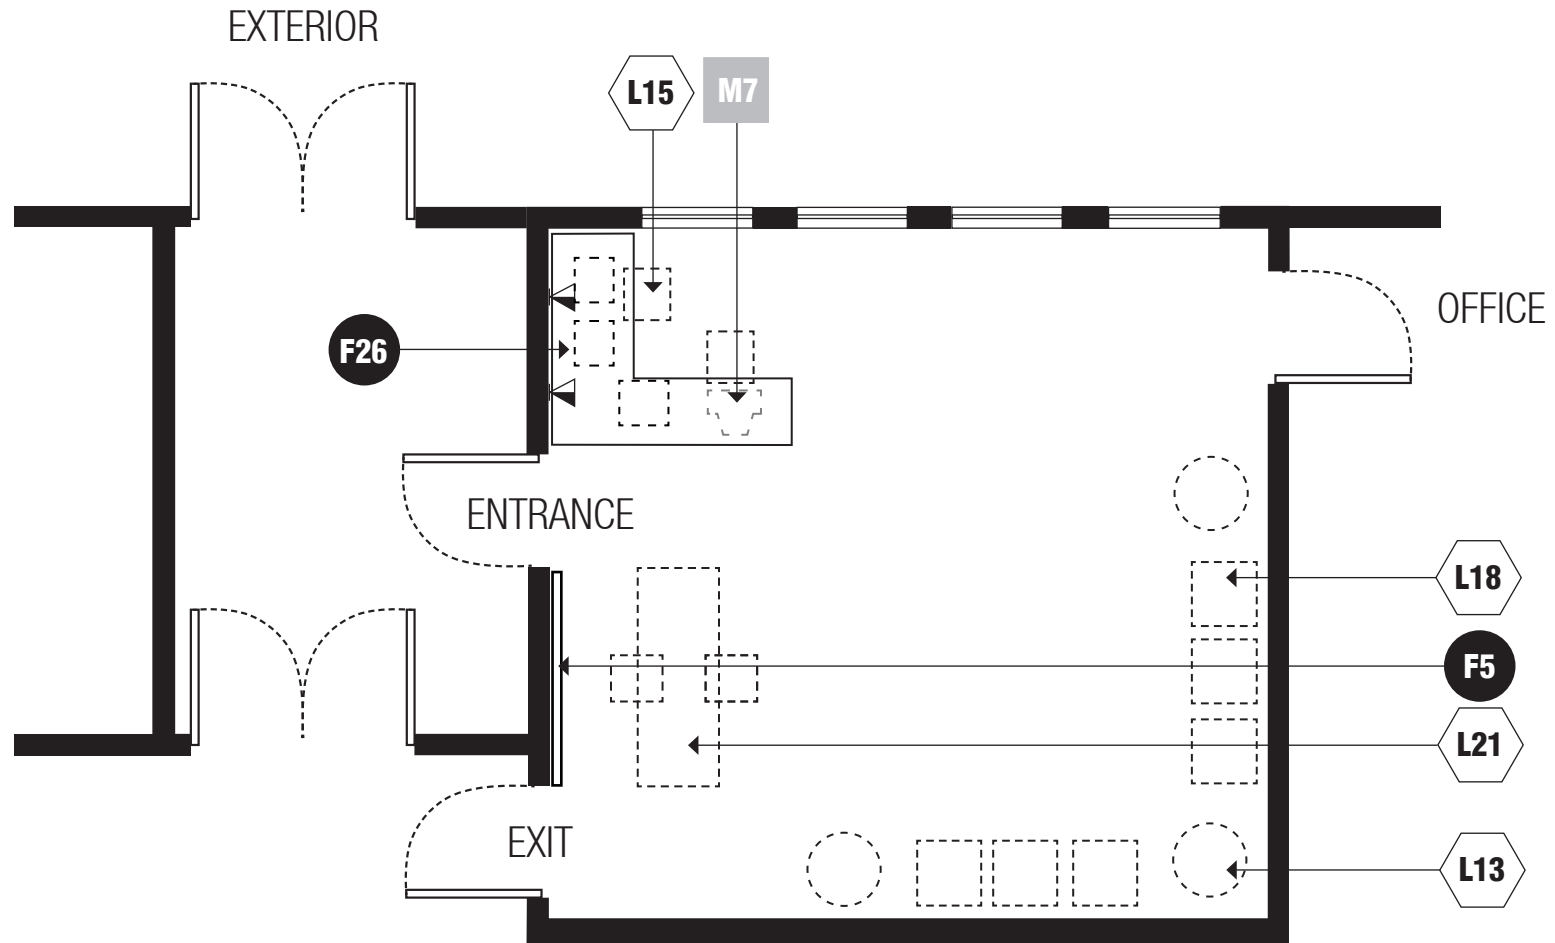 EXTERIOR
L15
M7
OFFICE
F26
ENTRANCE
L18
F5
L21
EXIT
L13